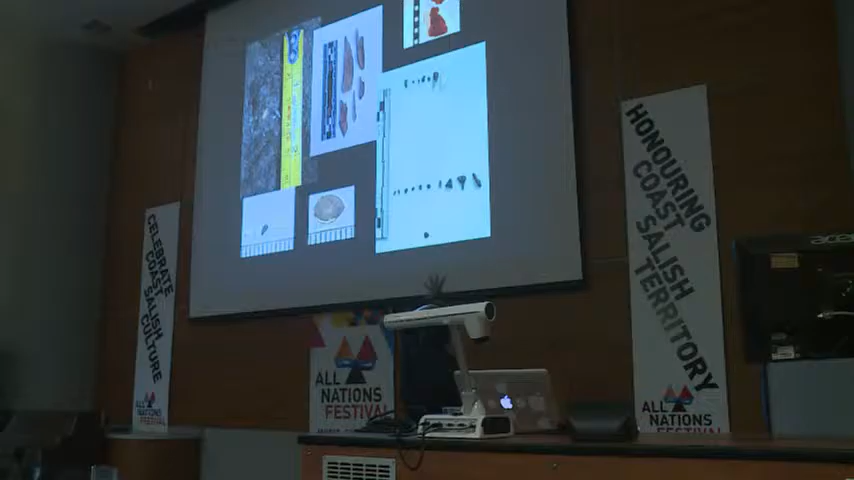 CELEBRATE
COAST
SALISH
CULTURE
ALL NATIONS
FESTIVAL
ALL
NATIONS
FESTIVAL
HONOURING
COAST
SALISH
TERRITORY
ALL NATIONS
FESTIVAL
acer